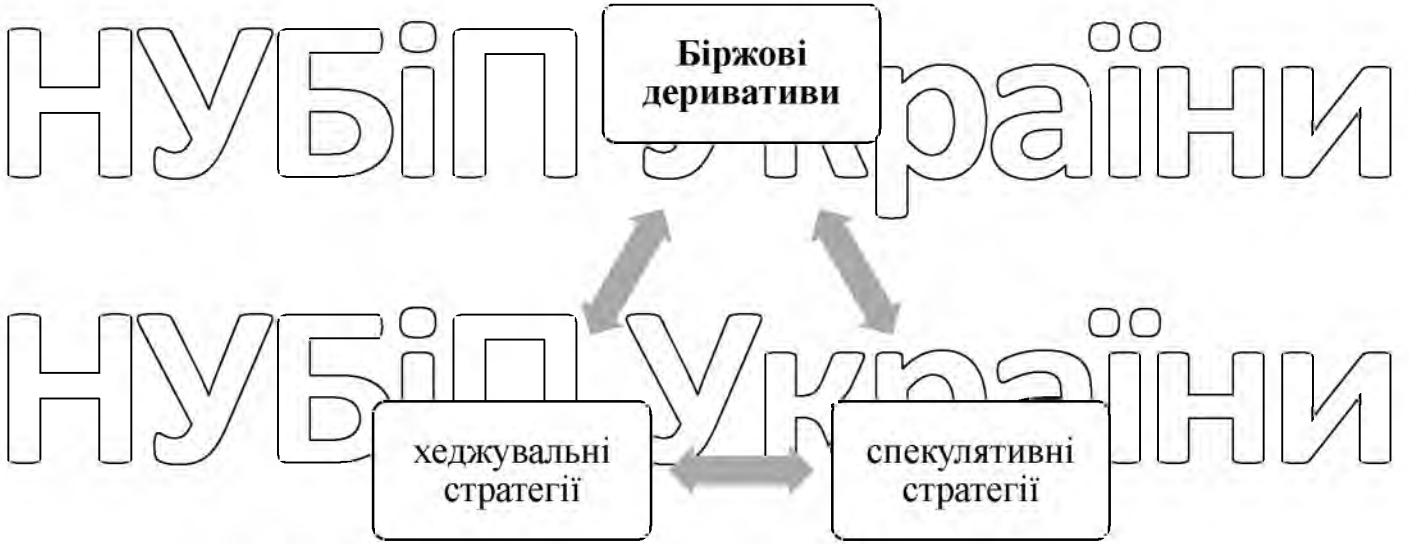 НУБіП України
Біржові
деривативи
НУБіП України
хеджувальні
стратегії
спекулятивні
стратегії